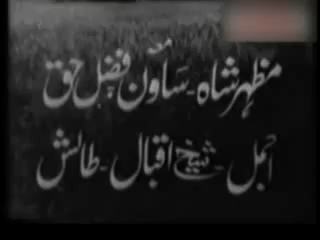 مظہر شاہ - ساون - فضل حق
اجمل - شیخ اقبال - طالش